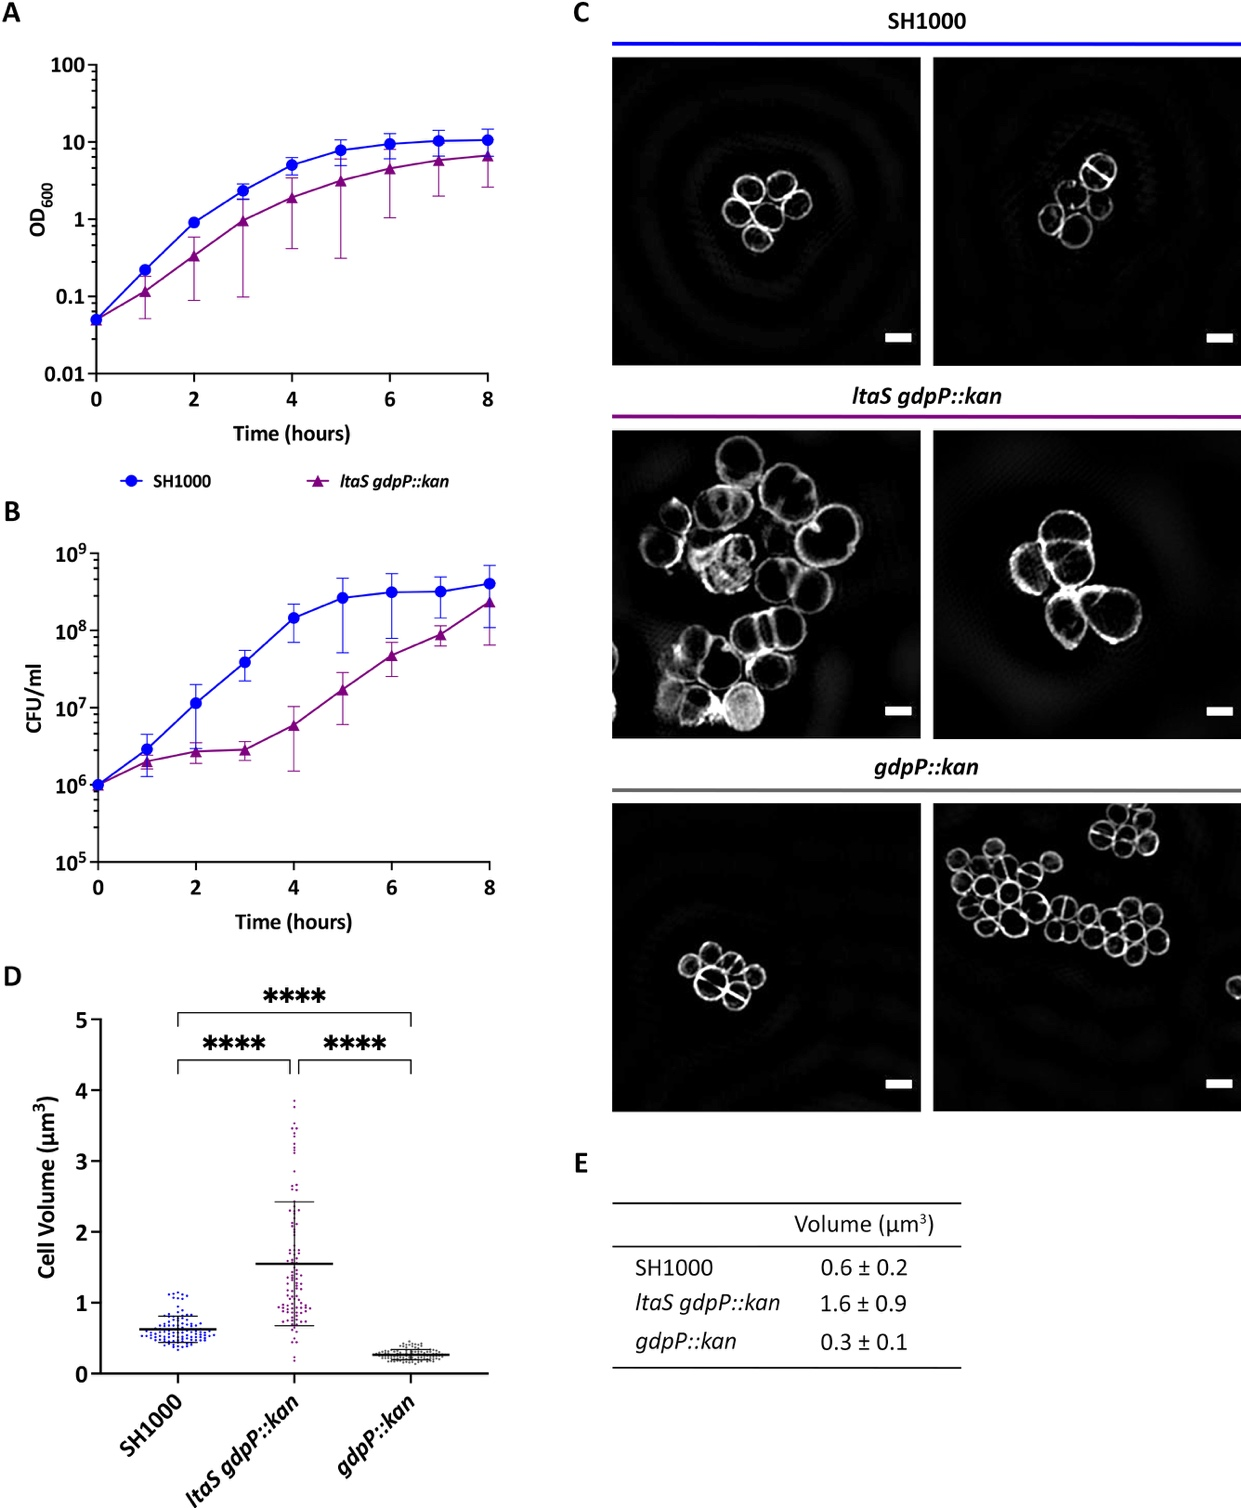 A
OD600
100
10
1
0.1
0.01
0 2 4 6 8
Time (hours)
SH1000 ltaS gdpP::kan
B
CFU/ml
10⁹
10⁸
10⁷
10⁶
10⁵
0 2 4 6 8
Time (hours)
C
SH1000
ltaS gdpP::kan
gdpP::kan
D
****
**** ****
Cell Volume (µm³)
5
4
3
2
1
0
SH1000
ltaS gdpP::kan
gdpP::kan
E
Volume (µm³)
SH1000 0.6 ± 0.2
ltaS gdpP::kan 1.6 ± 0.9
gdpP::kan 0.3 ± 0.1